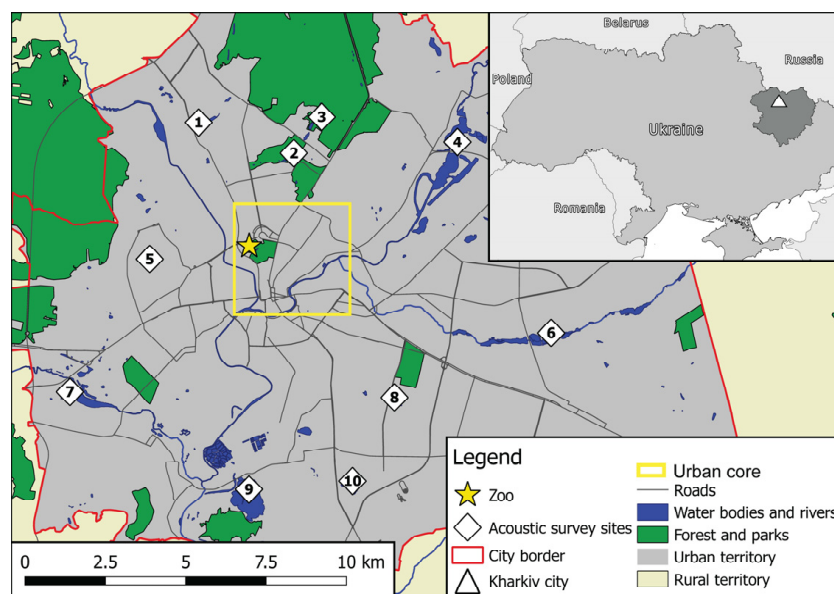 Belarus
Russia
Poland
Ukraine
Romania
1
3
2
4
5
6
7
8
9
10
Legend
Zoo
Acoustic survey sites
City border
Kharkiv city
Urban core
Roads
Water bodies and rivers
Forest and parks
Urban territory
Rural territory
0 2.5 5 7.5 10 km